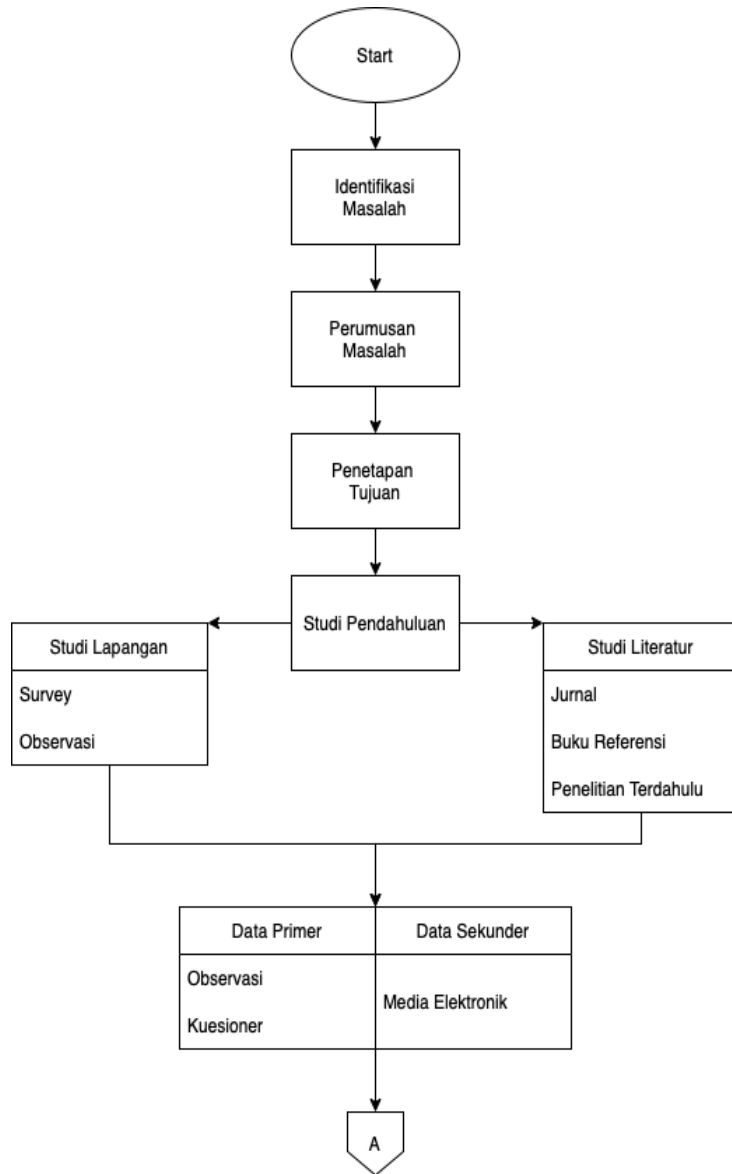 Start
Identifikasi
Masalah
Perumusan
Masalah
Penetapan
Tujuan
Studi Pendahuluan
Studi Lapangan
Survey
Observasi
Studi Literatur
Jurnal
Buku Referensi
Penelitian Terdahulu
Data Primer
Observasi
Kuesioner
Data Sekunder
Media Elektronik
A